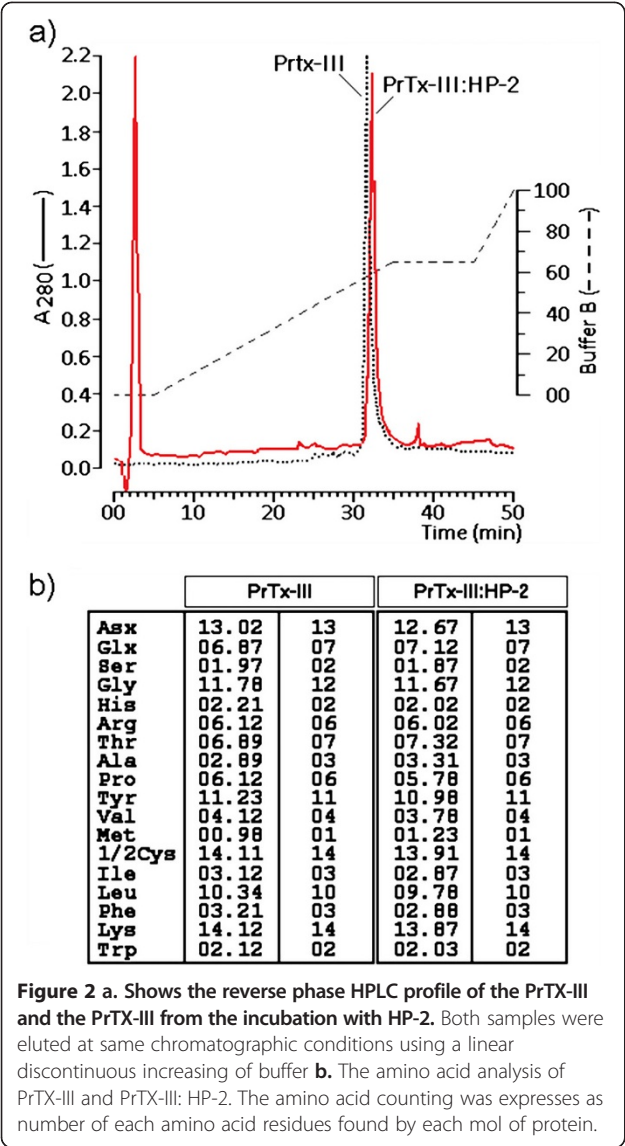 a)
Prtx-III
PrTx-III:HP-2
2.2
2.0
1.8
1.6
1.4
1.2
1.0
0.8
0.6
0.4
0.2
0.0
A280 (——)
100
80
60
40
20
00
Buffer B (----)
00 10 20 30 40 50
Time (min)
b)
PrTx-III PrTx-III:HP-2
Asx 13.02 13 12.67 13
Glx 06.87 07 07.12 07
Ser 01.97 02 01.87 02
Gly 11.78 12 11.67 12
His 02.21 02 02.02 02
Arg 06.12 06 06.02 06
Thr 06.89 07 07.32 07
Ala 02.89 03 03.31 03
Pro 06.12 06 05.78 06
Tyr 11.23 11 10.98 11
Val 04.12 04 03.78 04
Met 00.98 01 01.23 01
1/2Cys 14.11 14 13.91 14
Ile 03.12 03 02.87 03
Leu 10.34 10 09.78 10
Phe 03.21 03 02.88 03
Lys 14.12 14 13.87 14
Trp 02.12 02 02.03 02
Figure 2 a. Shows the reverse phase HPLC profile of the PrTX-III
and the PrTX-III from the incubation with HP-2. Both samples were
eluted at same chromatographic conditions using a linear
discontinuous increasing of buffer b. The amino acid analysis of
PrTX-III and PrTX-III: HP-2. The amino acid counting was expresses as
number of each amino acid residues found by each mol of protein.